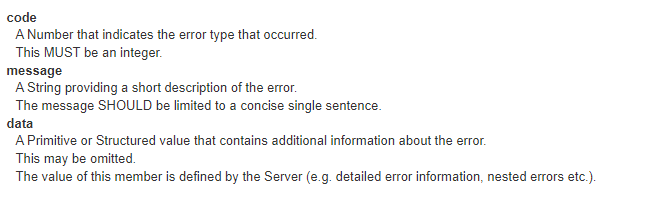 code
A Number that indicates the error type that occurred.
This MUST be an integer.
message
A String providing a short description of the error.
The message SHOULD be limited to a concise single sentence.
data
A Primitive or Structured value that contains additional information about the error.
This may be omitted.
The value of this member is defined by the Server (e.g. detailed error information, nested errors etc.).